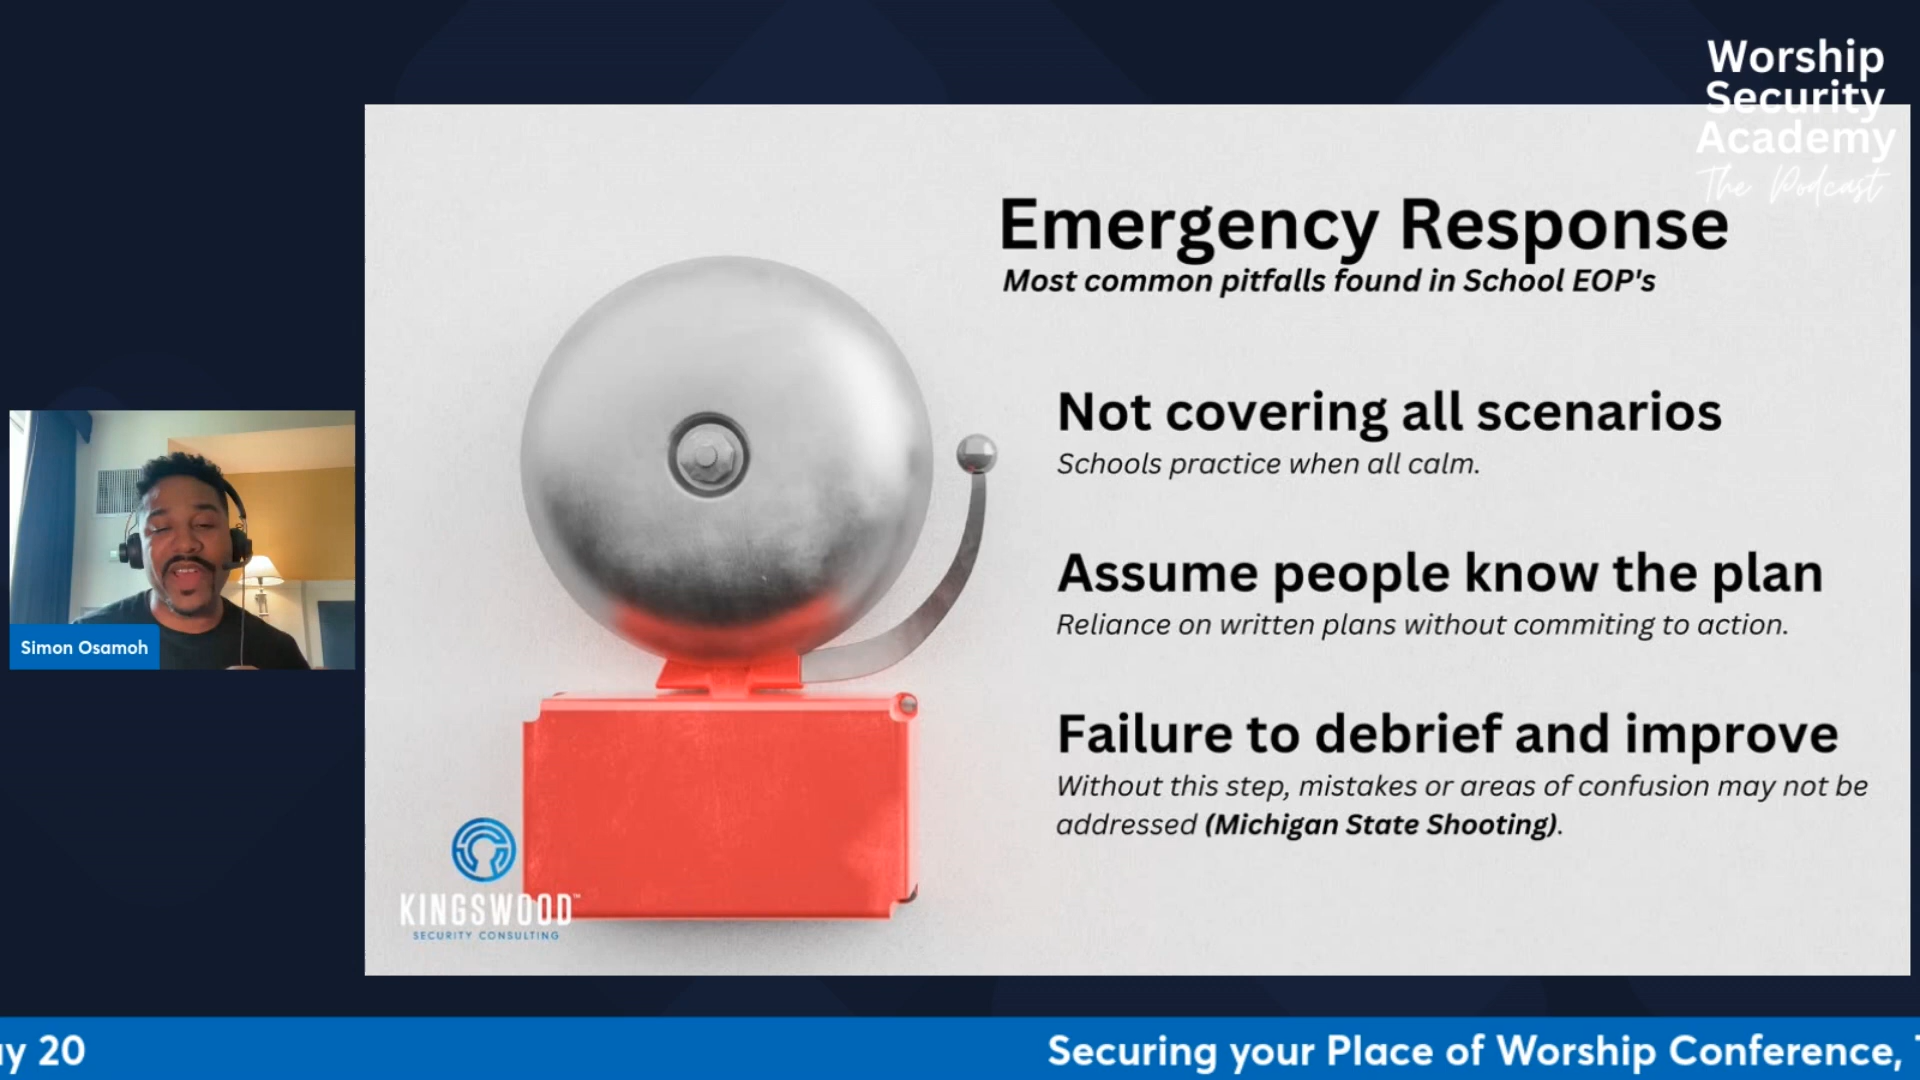 Worship
Security
Academy
The Podcast
Emergency Response
Most common pitfalls found in School EOP's
Not covering all scenarios
Schools practice when all calm.
Assume people know the plan
Reliance on written plans without commiting to action.
Failure to debrief and improve
Without this step, mistakes or areas of confusion may not be
addressed (Michigan State Shooting).
Simon Osamoh
KINGSWOOD™
SECURITY CONSULTING
20
Securing your Place of Worship Conference,